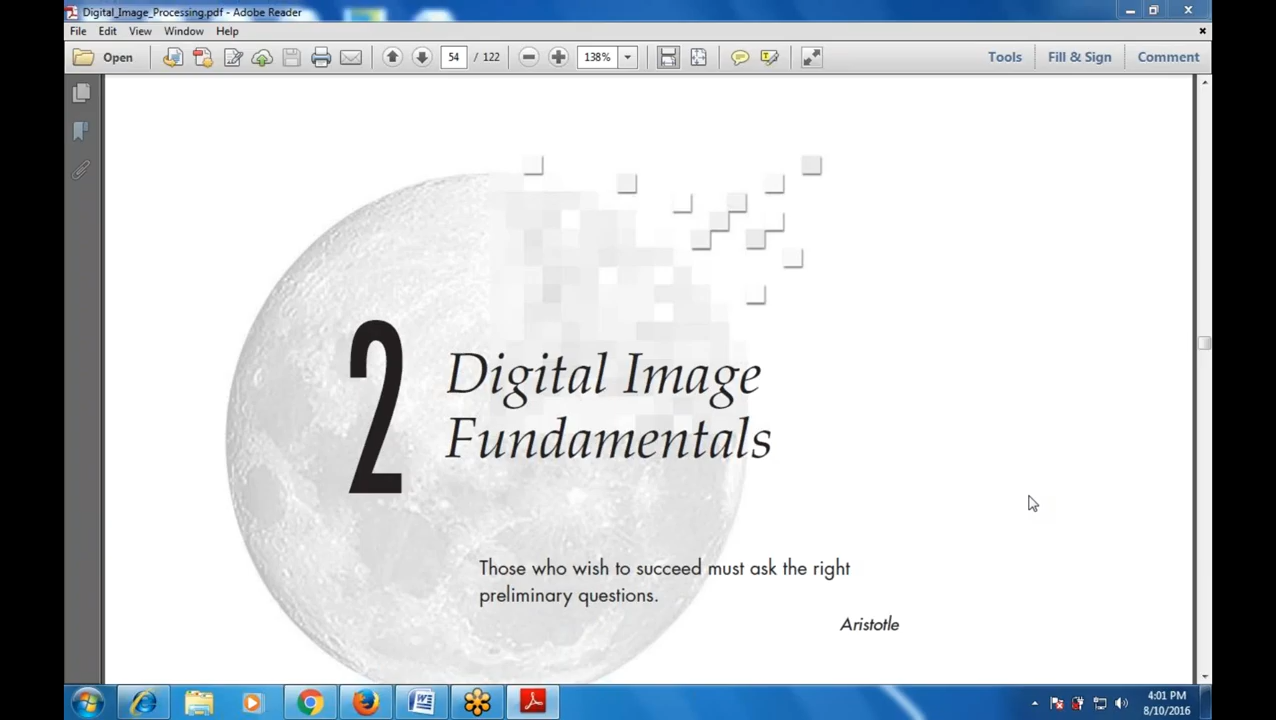 Digital_Image_Processing.pdf - Adobe Reader
File Edit View Window Help
Open 54 / 122 138% Tools Fill & Sign Comment
2 Digital Image
Fundamentals
Those who wish to succeed must ask the right
preliminary questions.
Aristotle
4:01 PM
8/10/2016